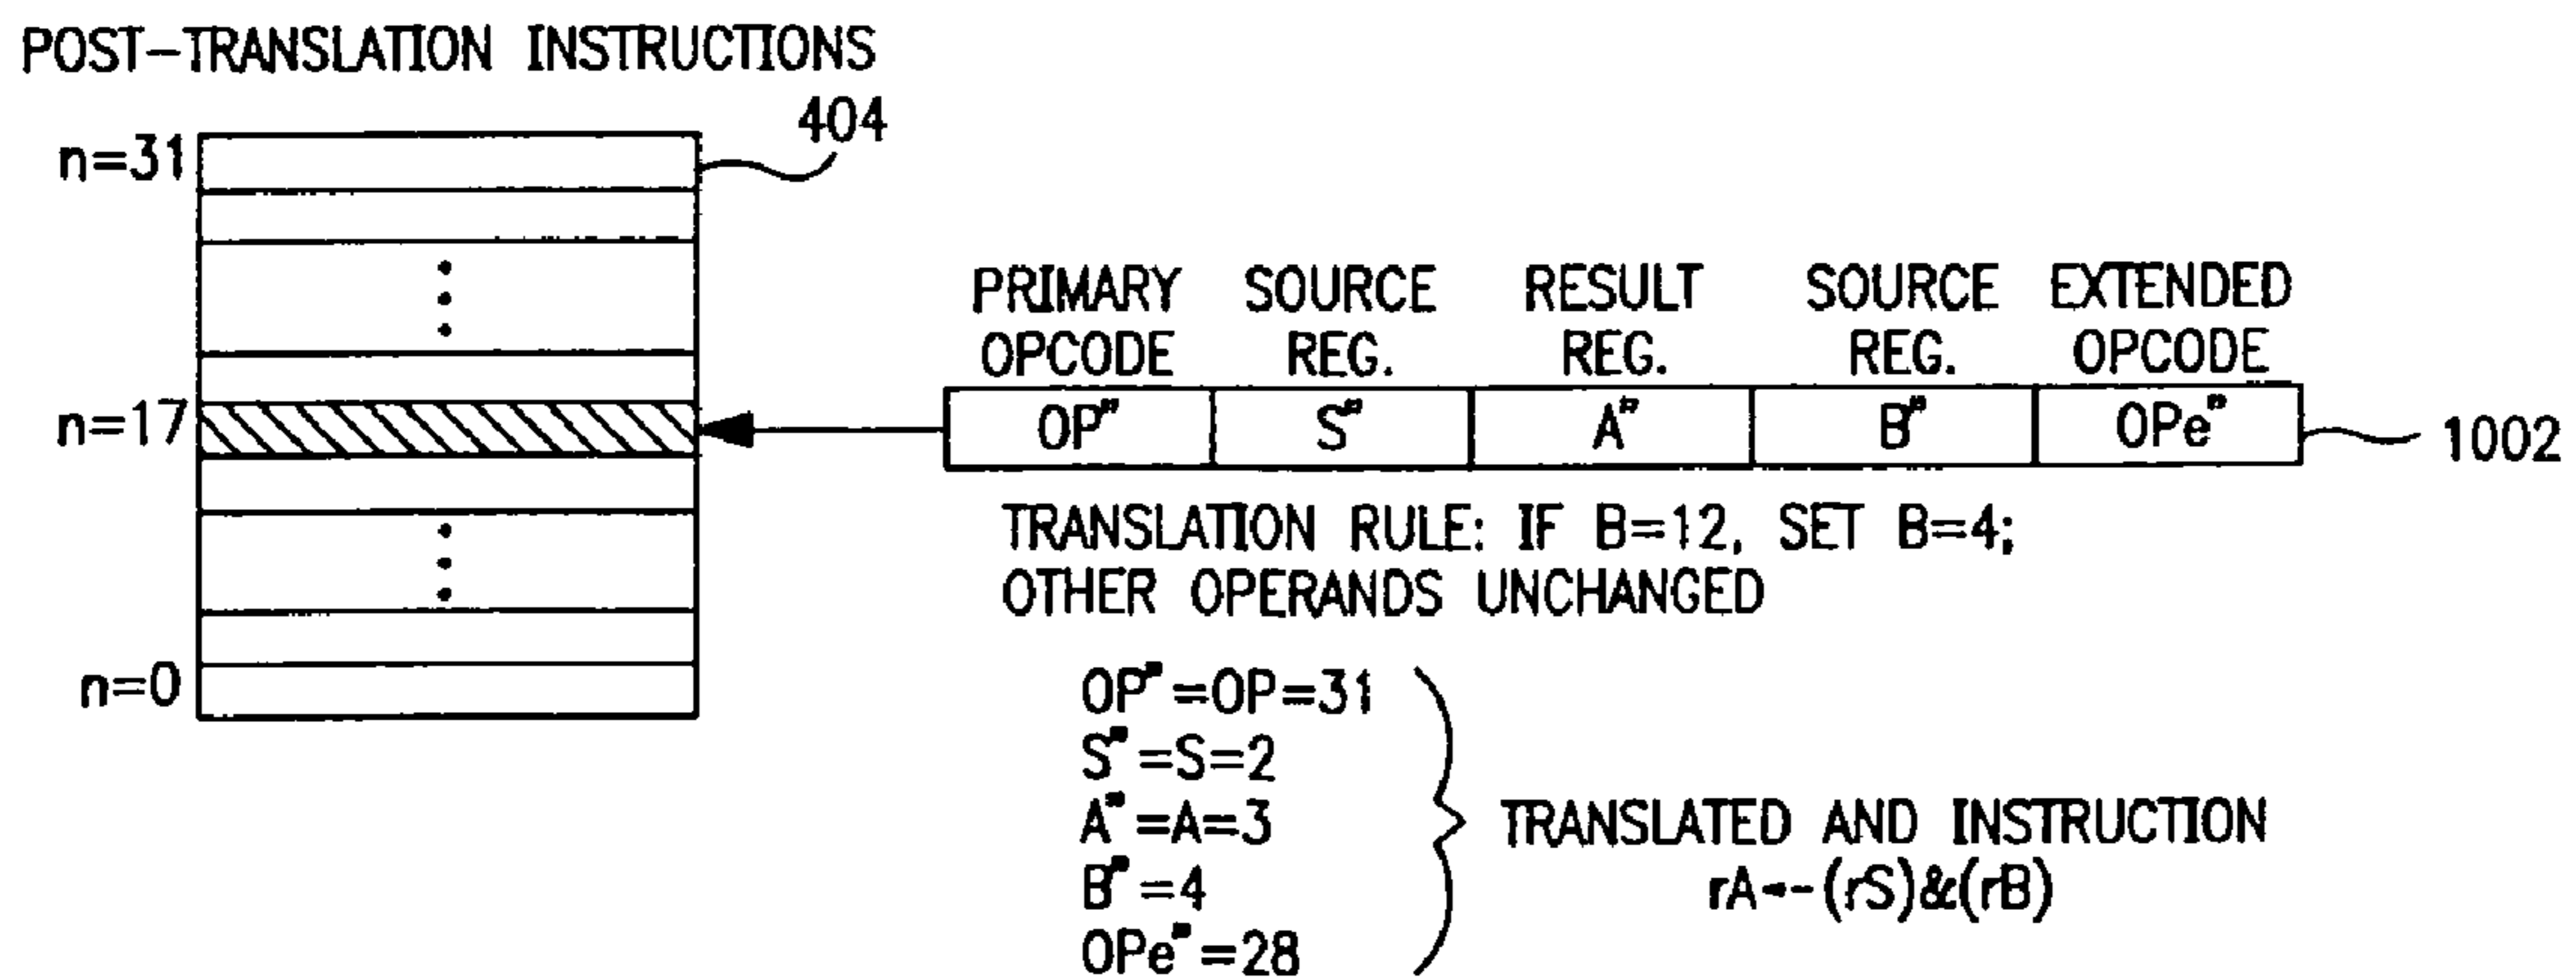 POST-TRANSLATION INSTRUCTIONS
404
n=31
n=17
n=0
PRIMARY OPCODE
SOURCE REG.
RESULT REG.
SOURCE REG.
EXTENDED OPCODE
OP"
S"
A"
B"
OPe"
1002
TRANSLATION RULE: IF B=12, SET B=4;
OTHER OPERANDS UNCHANGED
OP"=OP=31
S"=S=2
A"=A=3
B"=4
OPe"=28
TRANSLATED AND INSTRUCTION
rA←-(rS)&(rB)